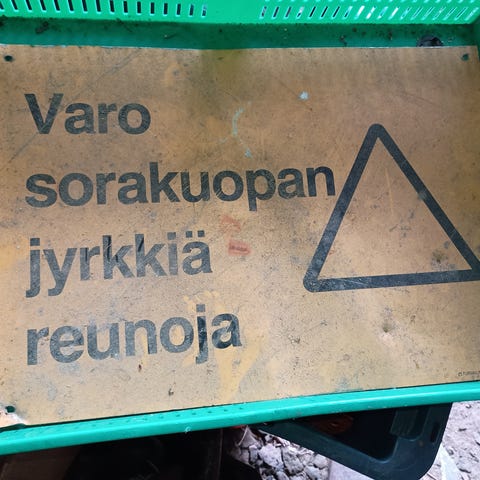 Varo
sorakuopan
jyrkkiä
reunoja